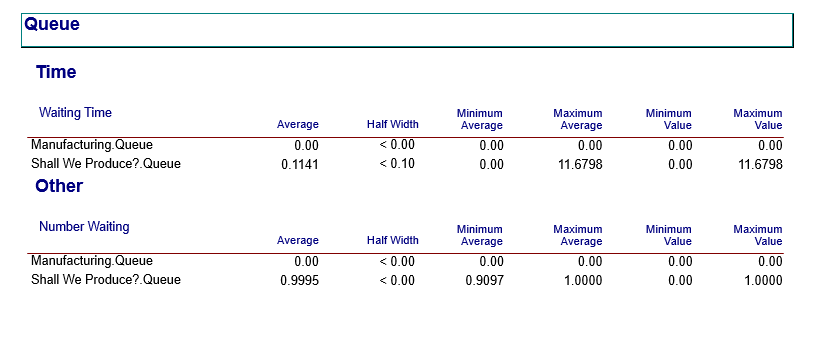 Queue
Time
Waiting Time Average Half Width Minimum Average Maximum Average Minimum Value Maximum Value
Manufacturing.Queue 0.00 < 0.00 0.00 0.00 0.00 0.00
Shall We Produce?.Queue 0.1141 < 0.10 0.00 11.6798 0.00 11.6798
Other
Number Waiting Average Half Width Minimum Average Maximum Average Minimum Value Maximum Value
Manufacturing.Queue 0.00 < 0.00 0.00 0.00 0.00 0.00
Shall We Produce?.Queue 0.9995 < 0.00 0.9097 1.0000 0.00 1.0000